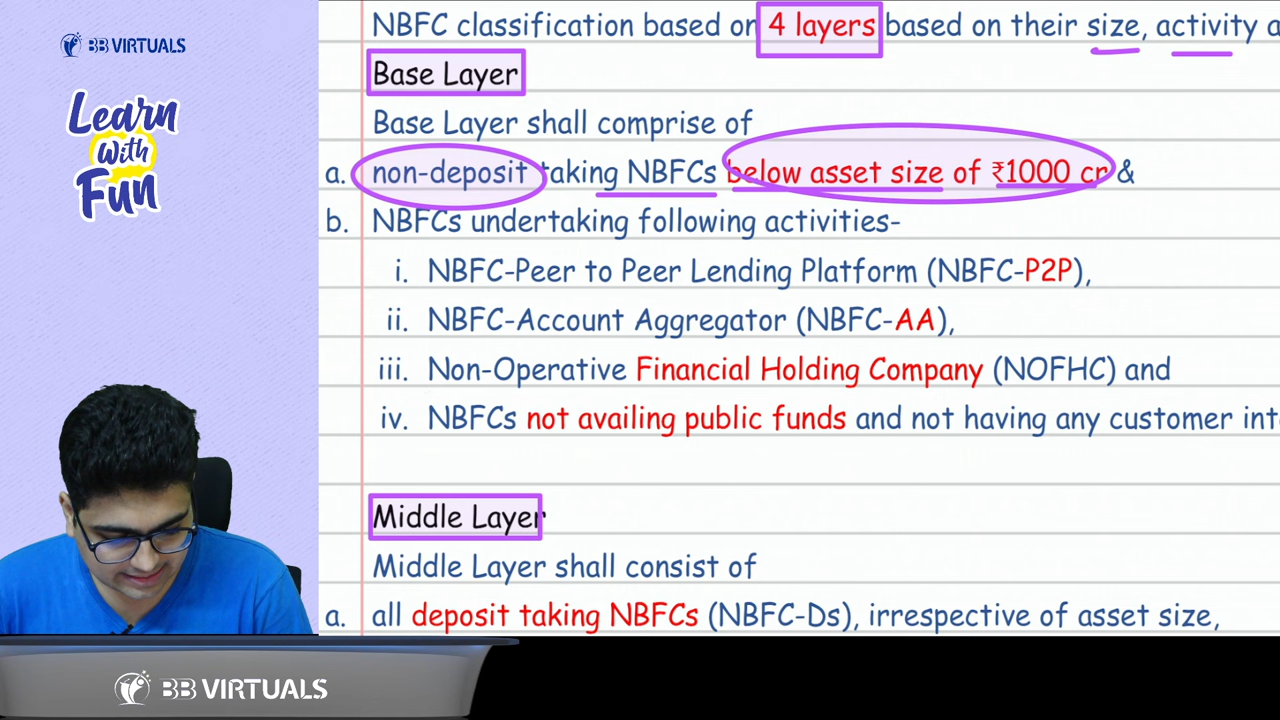 BB VIRTUALS
Learn
With
Fun
NBFC classification based on 4 layers based on their size, activity
Base Layer
Base Layer shall comprise of
a. non-deposit taking NBFCs below asset size of ₹1000 cr &
b. NBFCs undertaking following activities-
i. NBFC-Peer to Peer Lending Platform (NBFC-P2P),
ii. NBFC-Account Aggregator (NBFC-AA),
iii. Non-Operative Financial Holding Company (NOFHC) and
iv. NBFCs not availing public funds and not having any customer
Middle Layer
Middle Layer shall consist of
a. all deposit taking NBFCs (NBFC-Ds), irrespective of asset size,
BB VIRTUALS